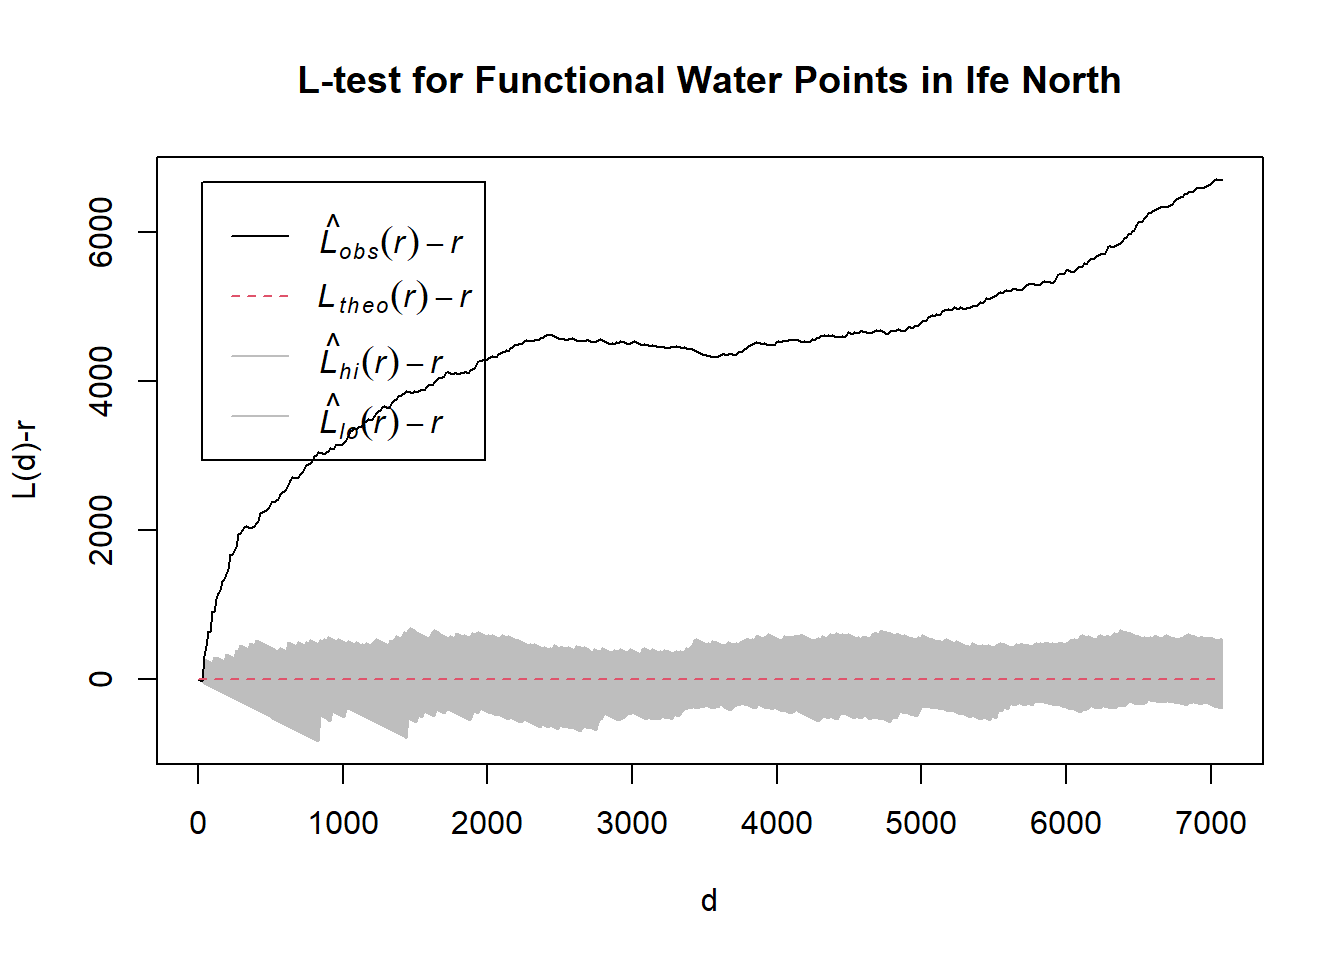 L-test for Functional Water Points in Ife North
L̂obs(r) − r
Ltheo(r) − r
L̂hi(r) − r
L̂lo(r) − r
L(d)-r
6000
4000
2000
0
0 1000 2000 3000 4000 5000 6000 7000
d